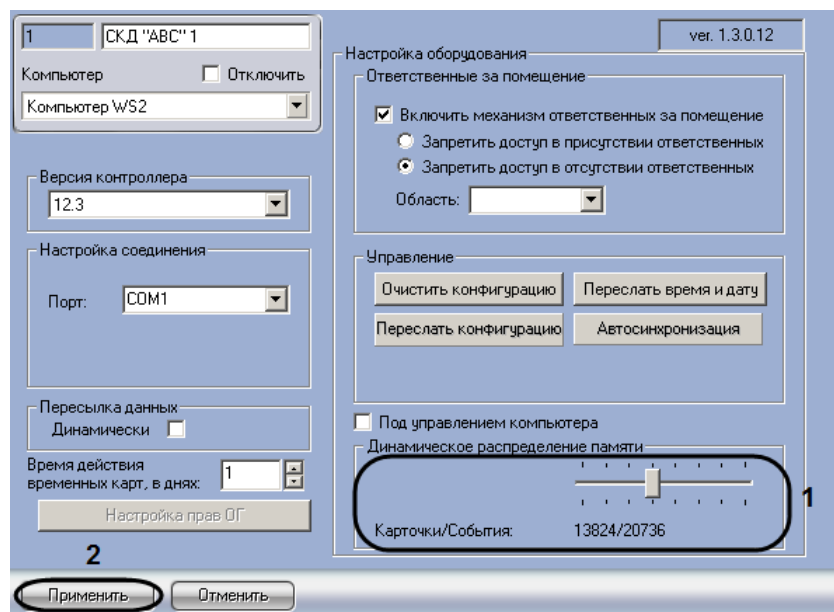 1 СКД "ABC" 1
Компьютер Отключить
Компьютер WS2
Версия контроллера
12.3
Настройка соединения
Порт: COM1
Пересылка данных
Динамически
Время действия
временных карт, в днях: 1
Настройка прав ОГ
2
Применить Отменить
ver. 1.3.0.12
Настройка оборудования
Ответственные за помещение
Включить механизм ответственных за помещение
Запретить доступ в присутствии ответственных
Запретить доступ в отсутствии ответственных
Область:
Управление
Очистить конфигурацию Переслать время и дату
Переслать конфигурацию Автосинхронизация
Под управлением компьютера
Динамическое распределение памяти
1
Карточки/События: 13824/20736